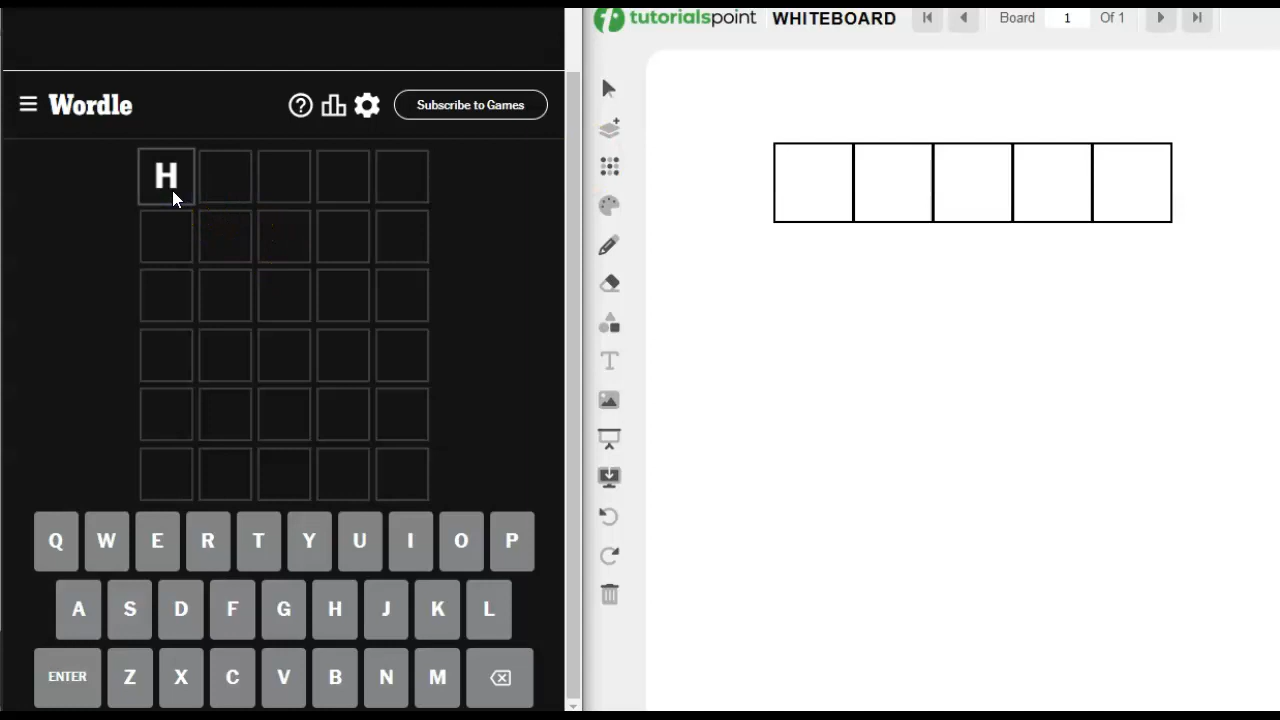 tutorialspoint WHITEBOARD Board 1 Of 1
Wordle Subscribe to Games
H
Q W E R T Y U I O P
A S D F G H J K L
ENTER Z X C V B N M